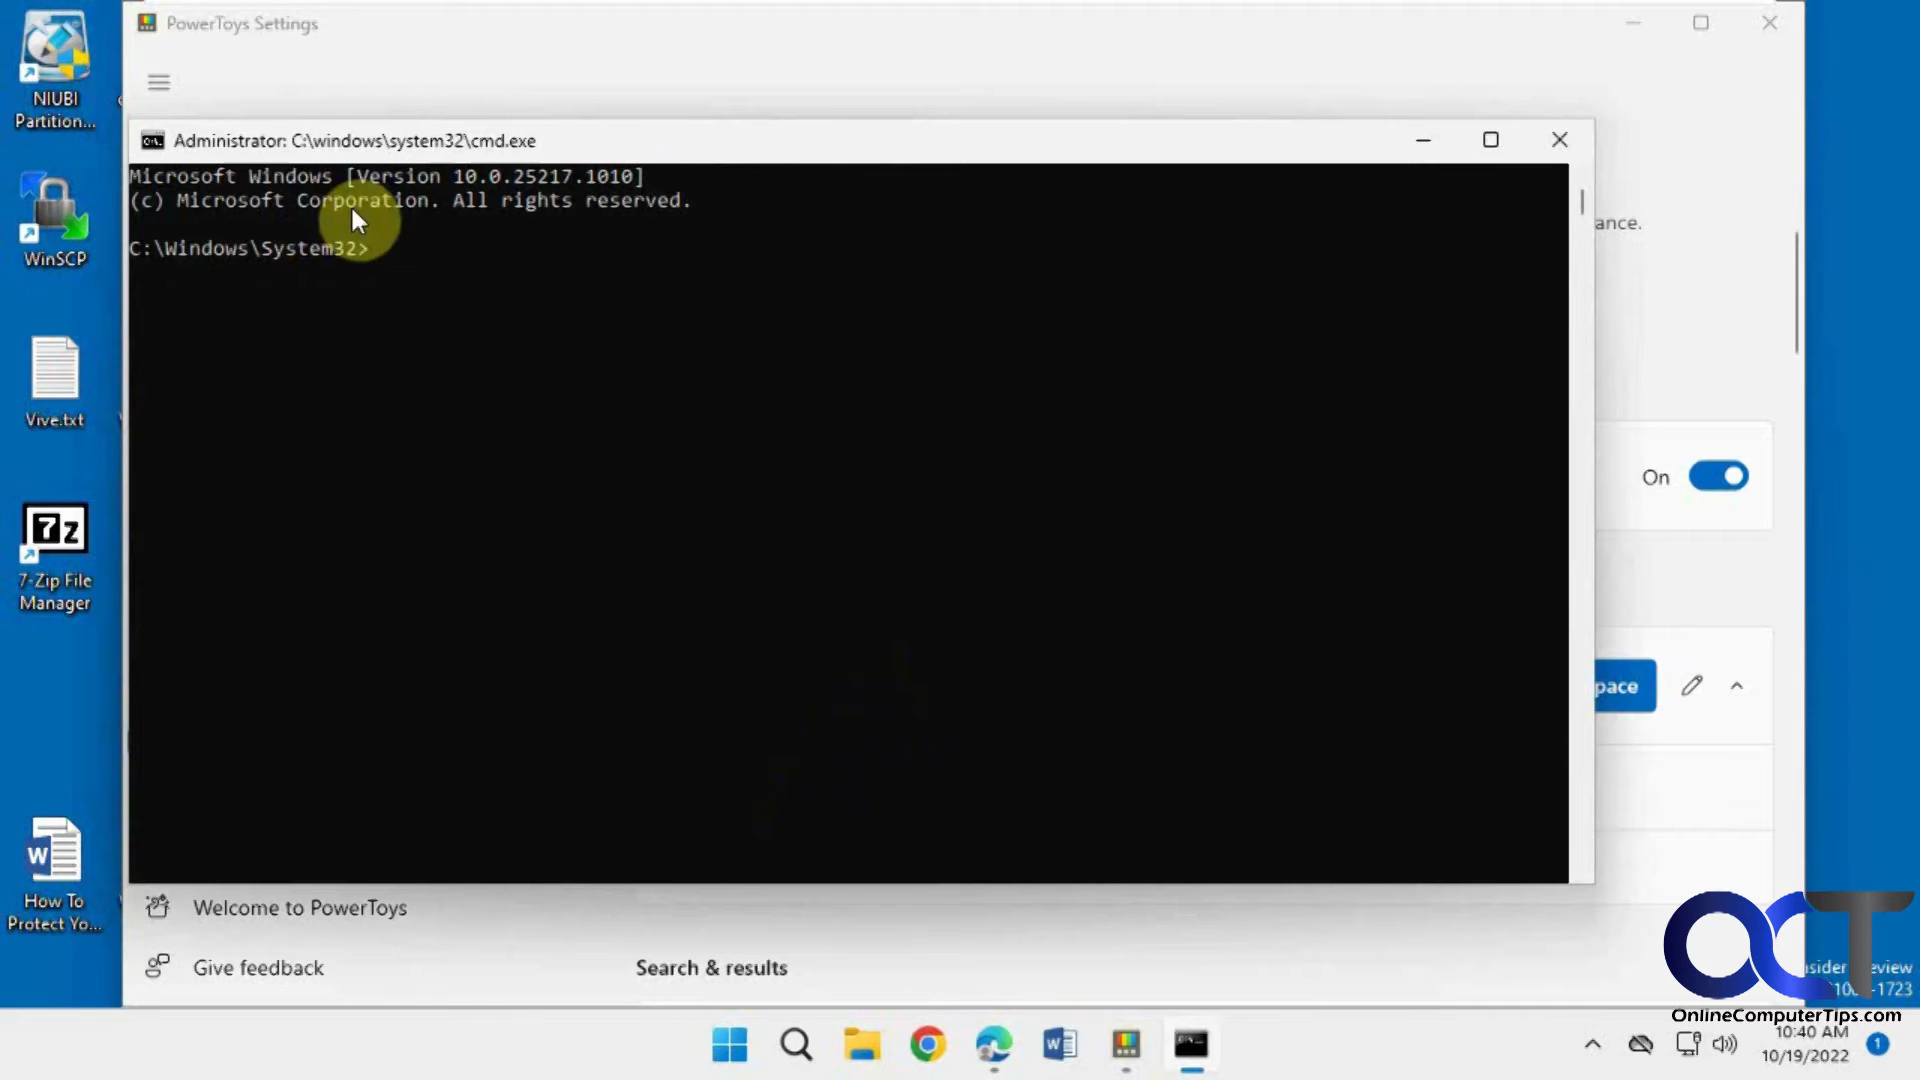 PowerToys Settings
NIUBI
Partition...
Administrator: C:\windows\system32\cmd.exe
Microsoft Windows [Version 10.0.25217.1010]
(c) Microsoft Corporation. All rights reserved.
C:\Windows\System32>
ance.
WinSCP
Vive.txt
On
7-Zip File
Manager
pace
How To
Protect Yo...
Welcome to PowerToys
Give feedback
Search & results
OCT
OnlineComputerTips.com
10:40 AM
10/19/2022
1